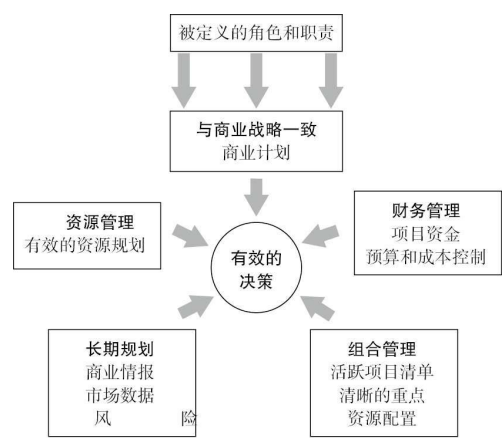 被定义的角色和职责
与商业战略一致
商业计划
资源管理
有效的资源规划
财务管理
项目资金
预算和成本控制
有效的
决策
长期规划
商业情报
市场数据
风 险
组合管理
活跃项目清单
清晰的重点
资源配置